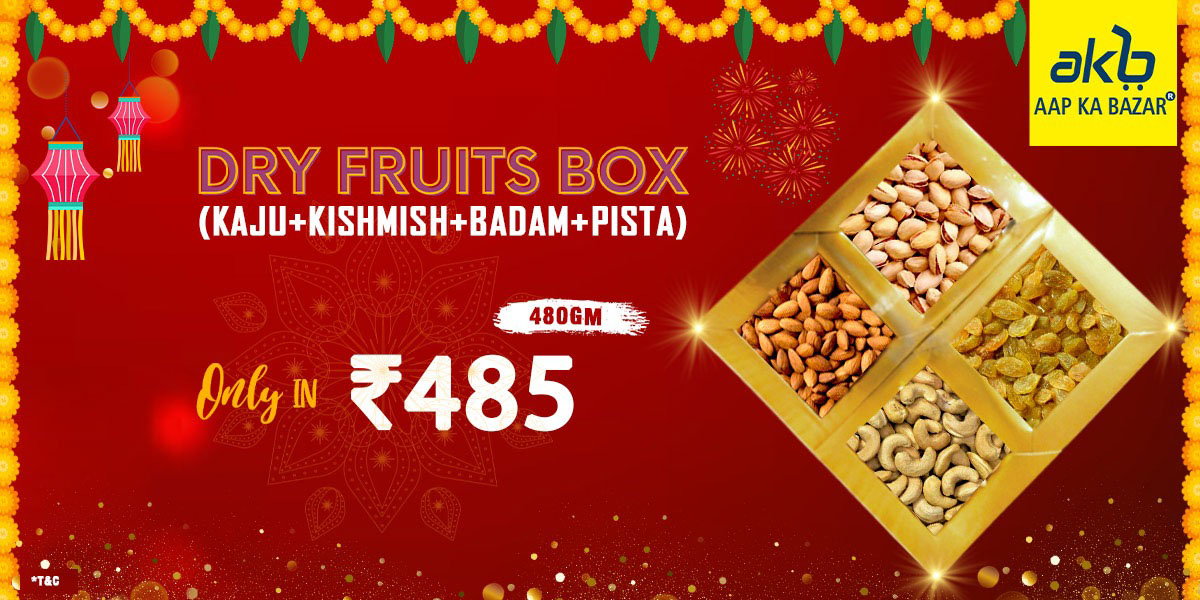 akb
AAP KA BAZAR®
DRY FRUITS BOX
(KAJU+KISHMISH+BADAM+PISTA)
480GM
Only IN ₹485
*T&C